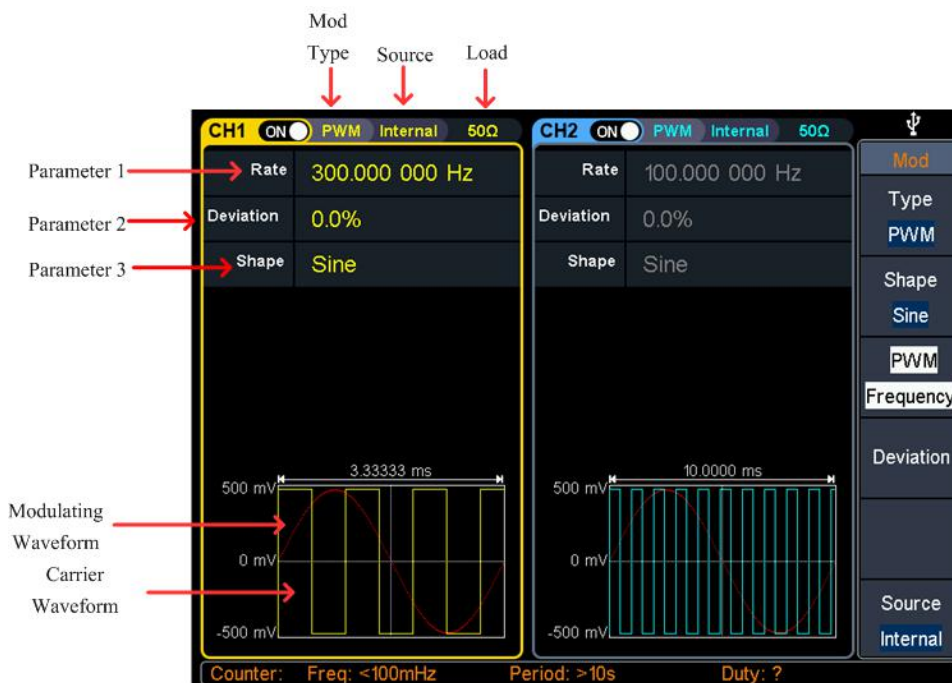 Mod
Type
Source
Load
CH1 ON PWM Internal 50Ω
CH2 ON PWM Internal 50Ω
Mod
Parameter 1
Rate 300.000 000 Hz
Rate 100.000 000 Hz
Type
PWM
Parameter 2
Deviation 0.0%
Deviation 0.0%
Parameter 3
Shape Sine
Shape Sine
Shape
Sine
PWM
Frequency
Deviation
3.33333 ms
10.0000 ms
500 mV
500 mV
Modulating
Waveform
0 mV
0 mV
Carrier
Waveform
-500 mV
-500 mV
Source
Internal
Counter: Freq: <100mHz Period: >10s Duty: ?